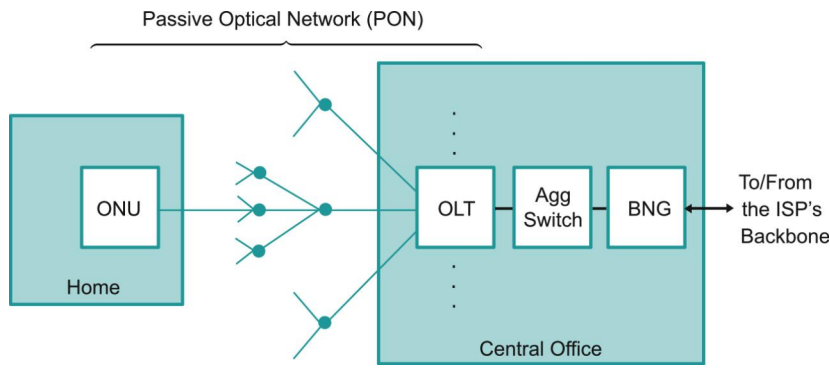 Passive Optical Network (PON)
ONU
Home
OLT
Agg
Switch
BNG
Central Office
To/From
the ISP's
Backbone